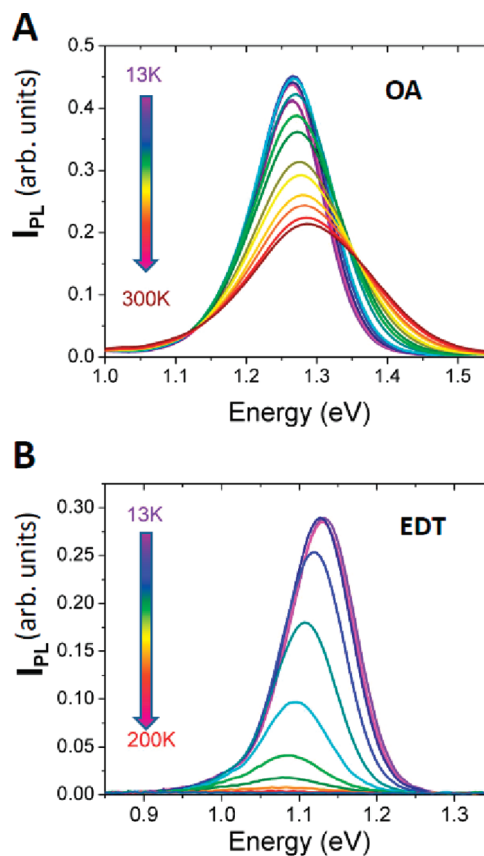 A
I_PL (arb. units)
0.5
0.4
0.3
0.2
0.1
0.0
13K
300K
OA
1.0 1.1 1.2 1.3 1.4 1.5
Energy (eV)
B
I_PL (arb. units)
0.30
0.25
0.20
0.15
0.10
0.05
0.00
13K
200K
EDT
0.9 1.0 1.1 1.2 1.3
Energy (eV)